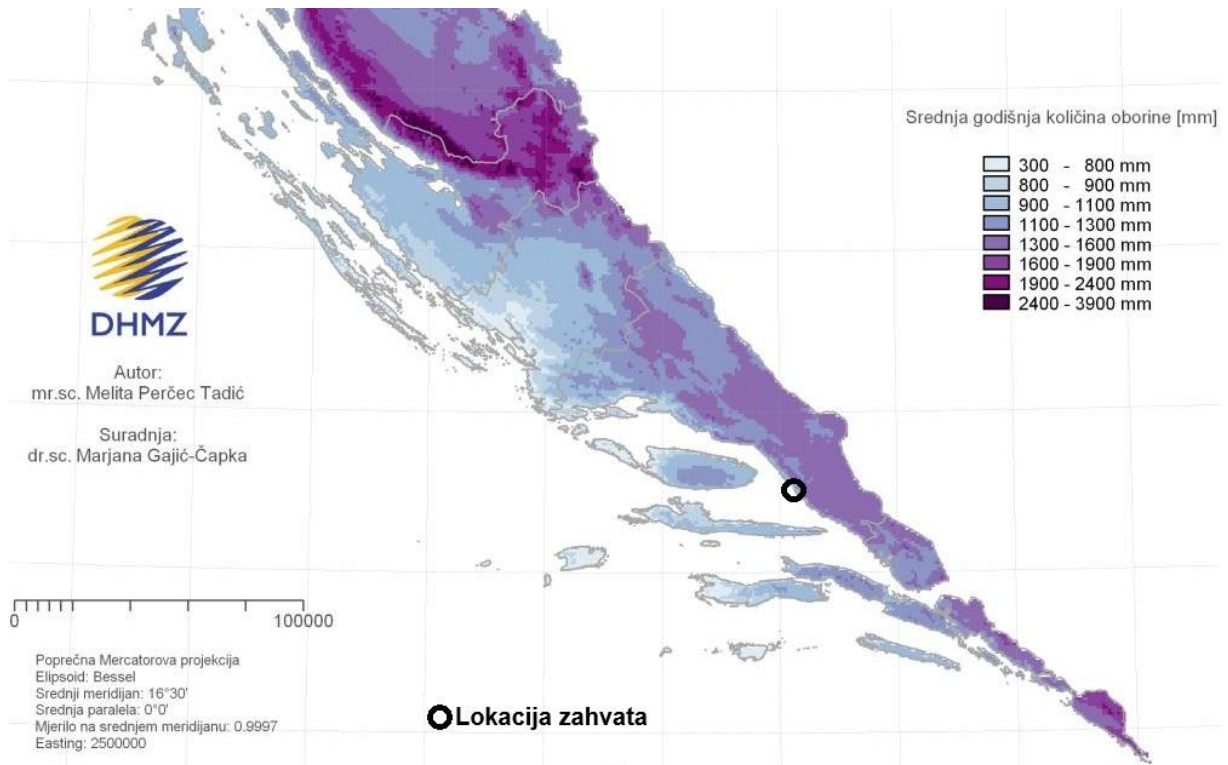 Srednja godišnja količina oborine [mm]
300 - 800 mm
800 - 900 mm
900 - 1100 mm
1100 - 1300 mm
1300 - 1600 mm
1600 - 1900 mm
1900 - 2400 mm
2400 - 3900 mm
DHMZ
Autor:
mr.sc. Melita Perčec Tadić
Suradnja:
dr.sc. Marjana Gajić-Čapka
0 100000
Poprečna Mercatorova projekcija
Elipsoid: Bessel
Srednji meridijan: 16°30'
Srednja paralela: 0°0'
Mjerilo na srednjem meridijanu: 0.9997
Easting: 2500000
Lokacija zahvata